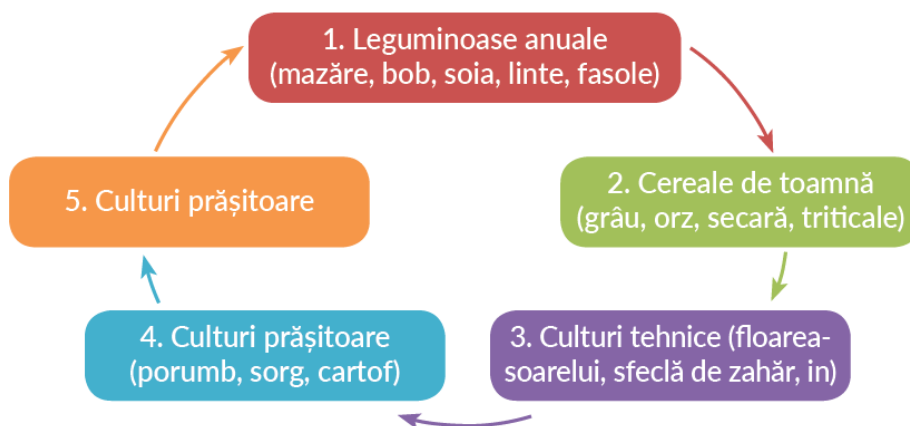 1. Leguminoase anuale
(mazăre, bob, soia, linte, fasole)
2. Cereale de toamnă
(grâu, orz, secară, triticale)
3. Culturi tehnice (floarea-
soarelui, sfeclă de zahăr, in)
4. Culturi prășitoare
(porumb, sorg, cartof)
5. Culturi prășitoare